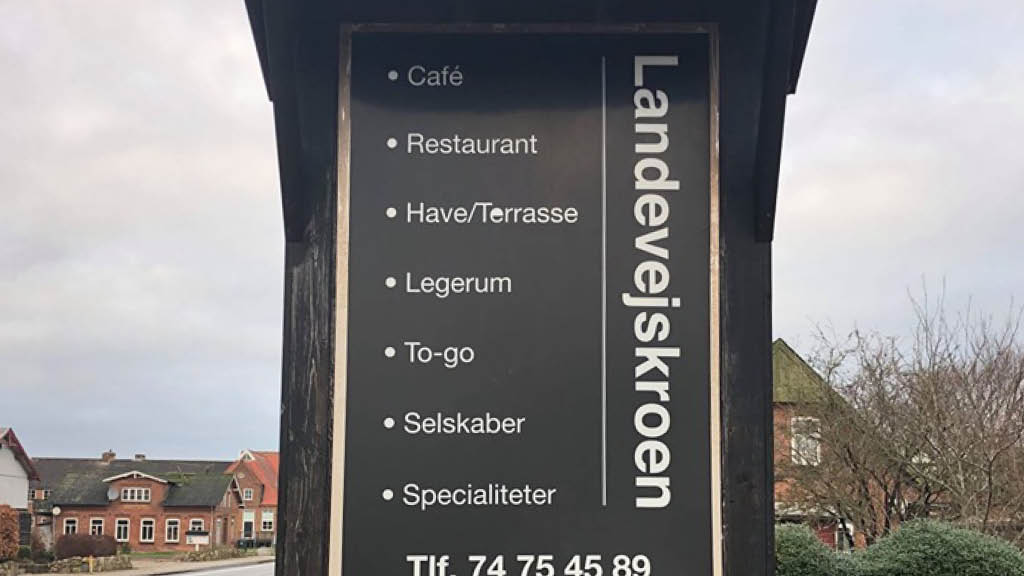 • Café
• Restaurant
• Have/Terrasse
• Legerum
• To-go
• Selskaber
• Specialiteter
Landevejskroen
Tlf. 74 75 45 89